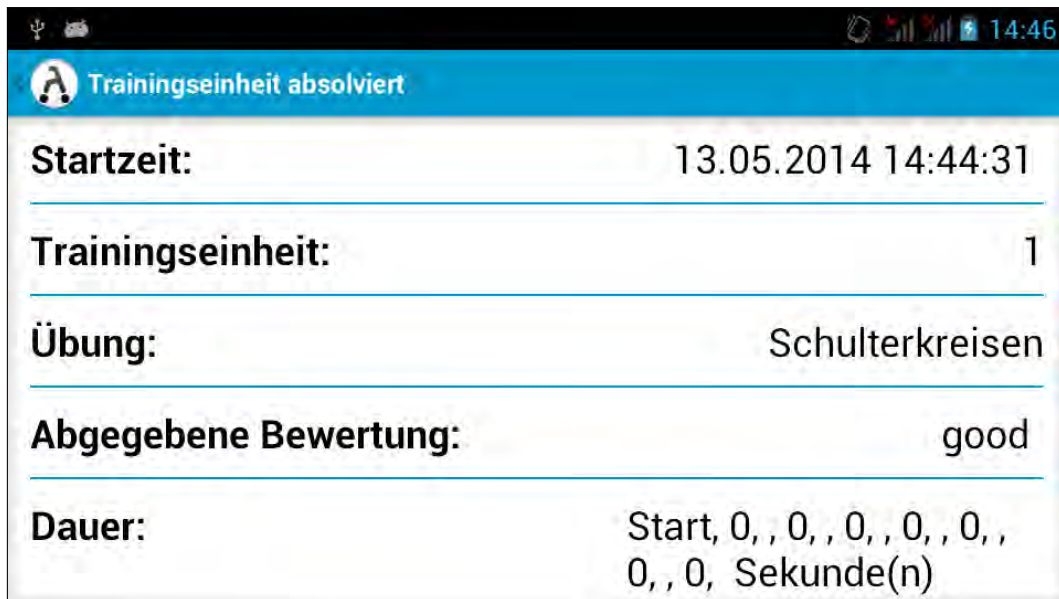 14:46
Trainingseinheit absolviert
Startzeit: 13.05.2014 14:44:31
Trainingseinheit: 1
Übung: Schulterkreisen
Abgegebene Bewertung: good
Dauer: Start, 0, , 0, , 0, , 0, , 0, ,
0, , 0,  Sekunde(n)